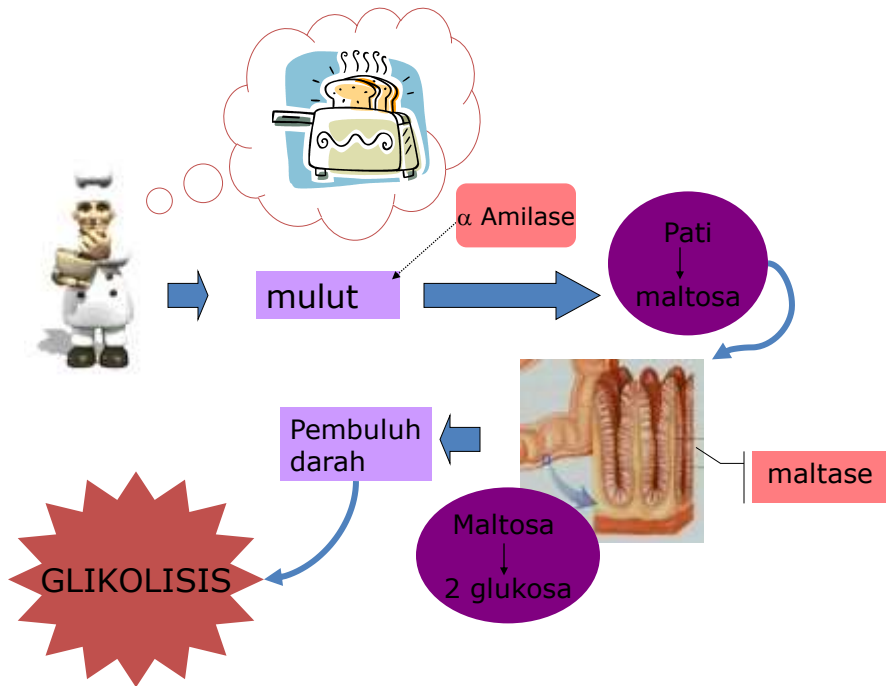 α Amilase
mulut
Pati
maltosa
Pembuluh
darah
maltase
Maltosa
2 glukosa
GLIKOLISIS